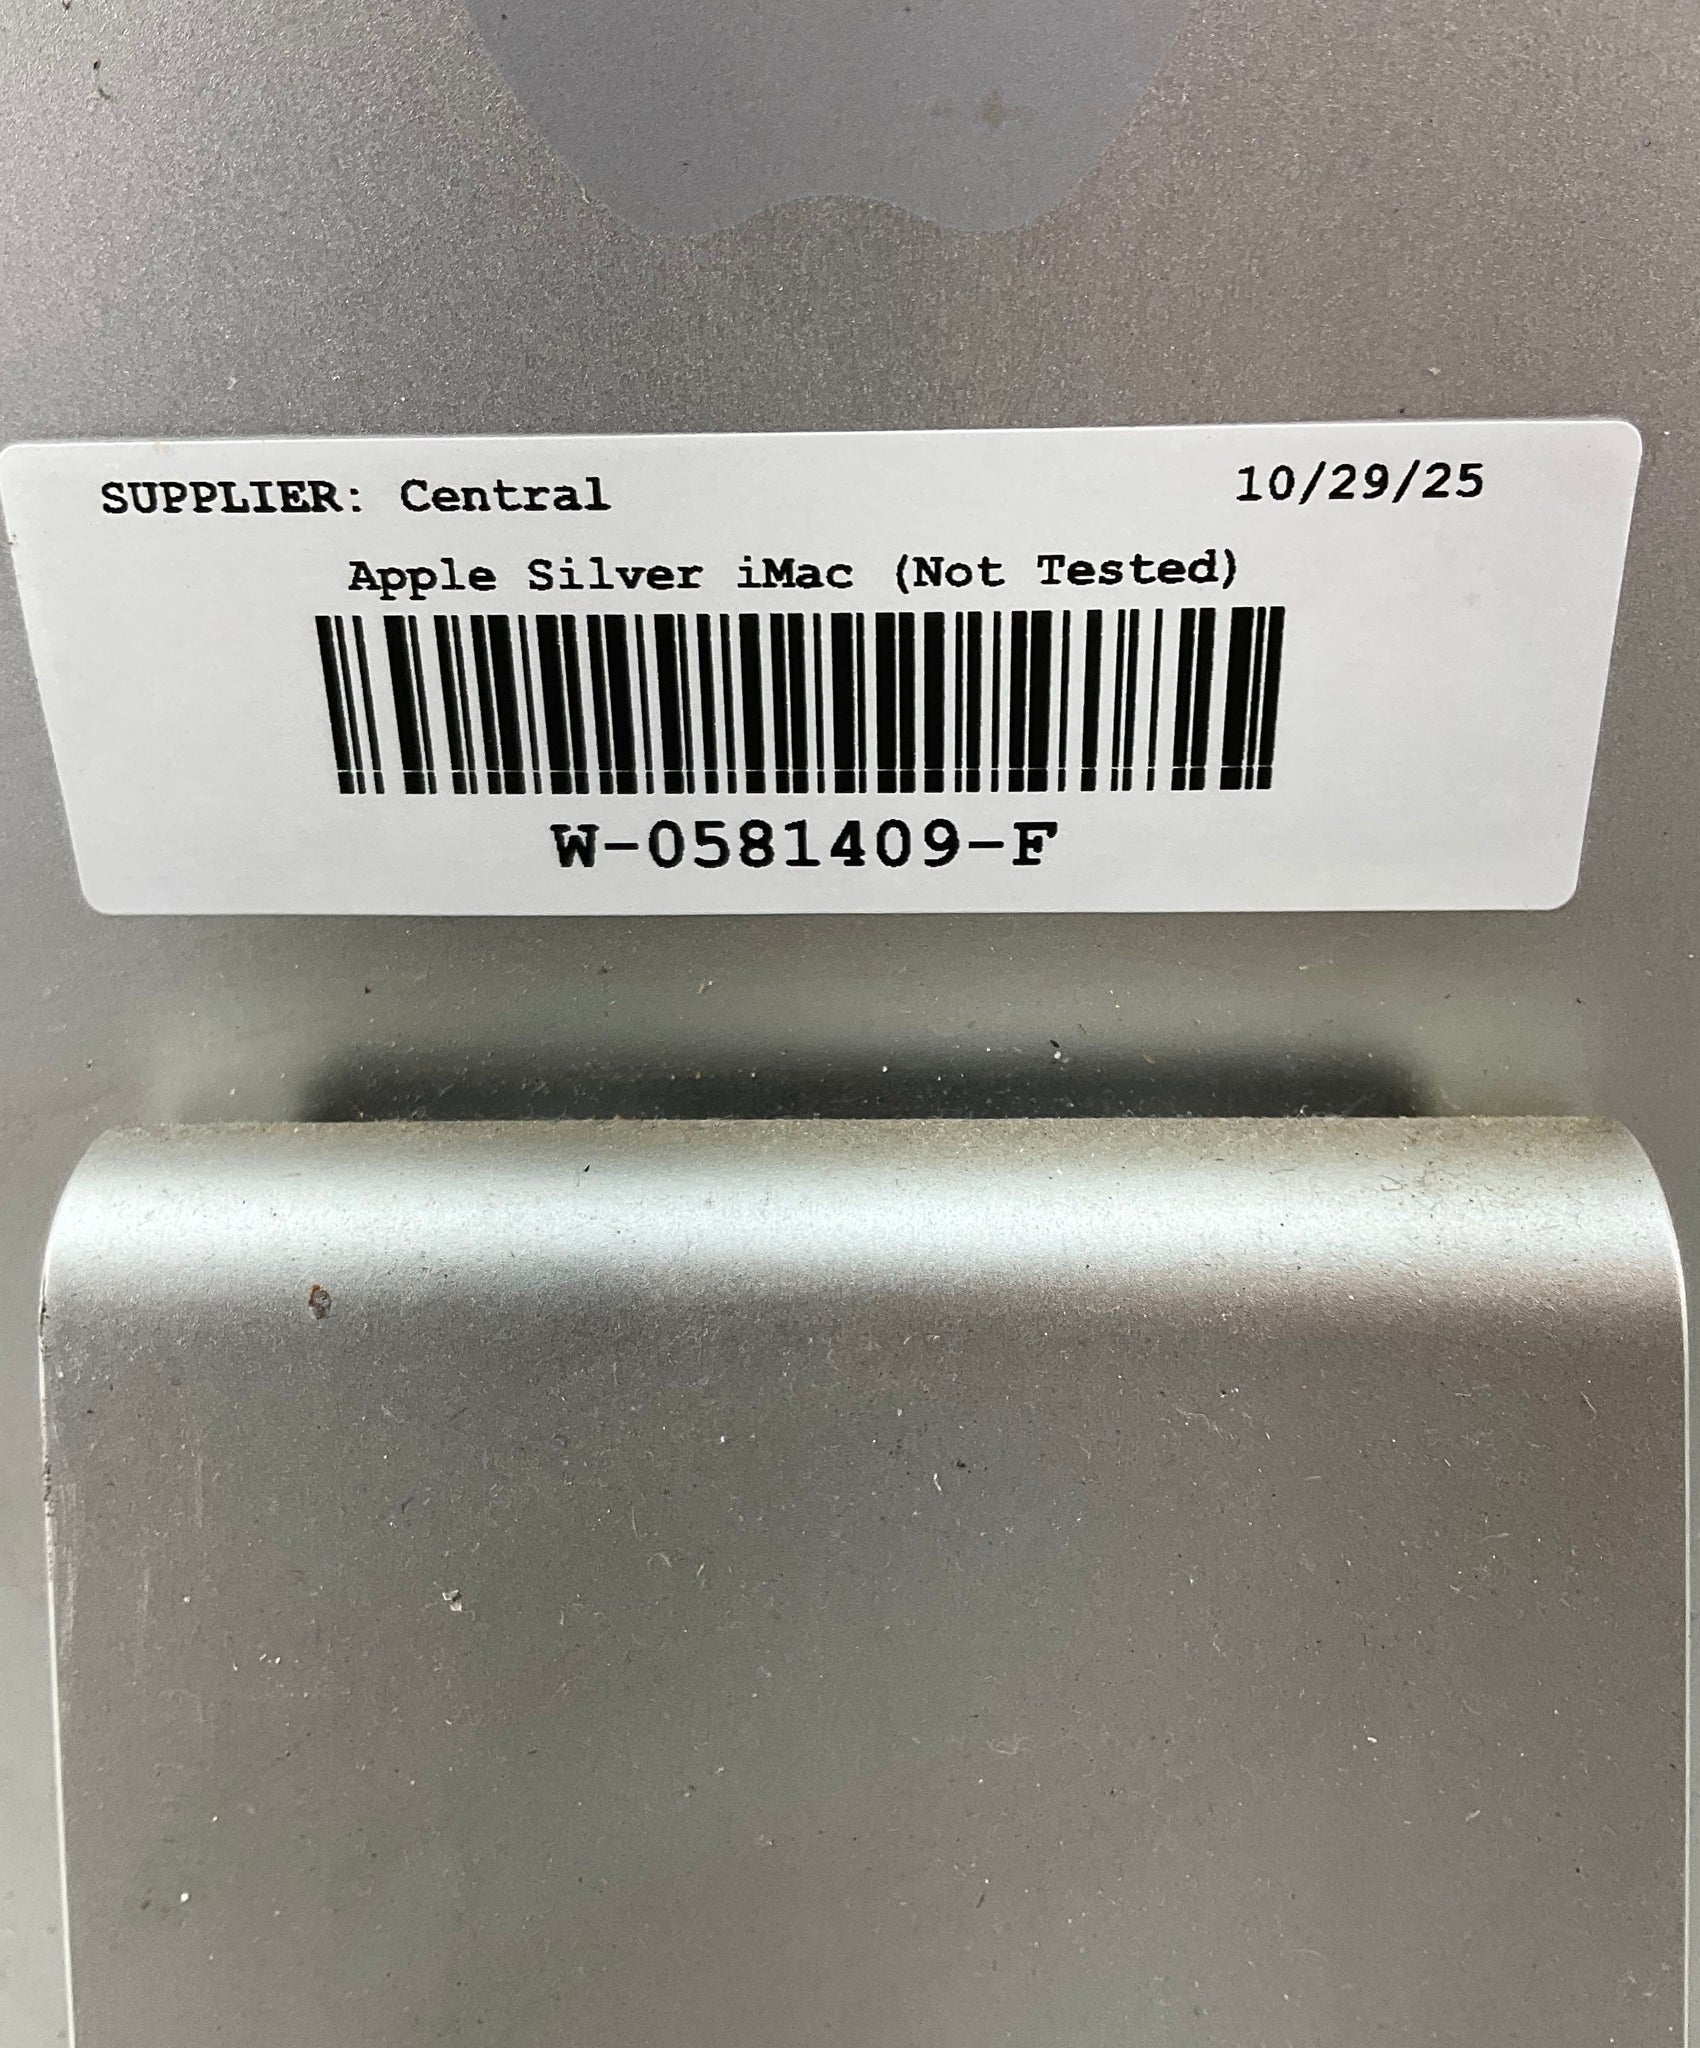 SUPPLIER: Central 10/29/25
Apple Silver iMac (Not Tested)
W-0581409-F